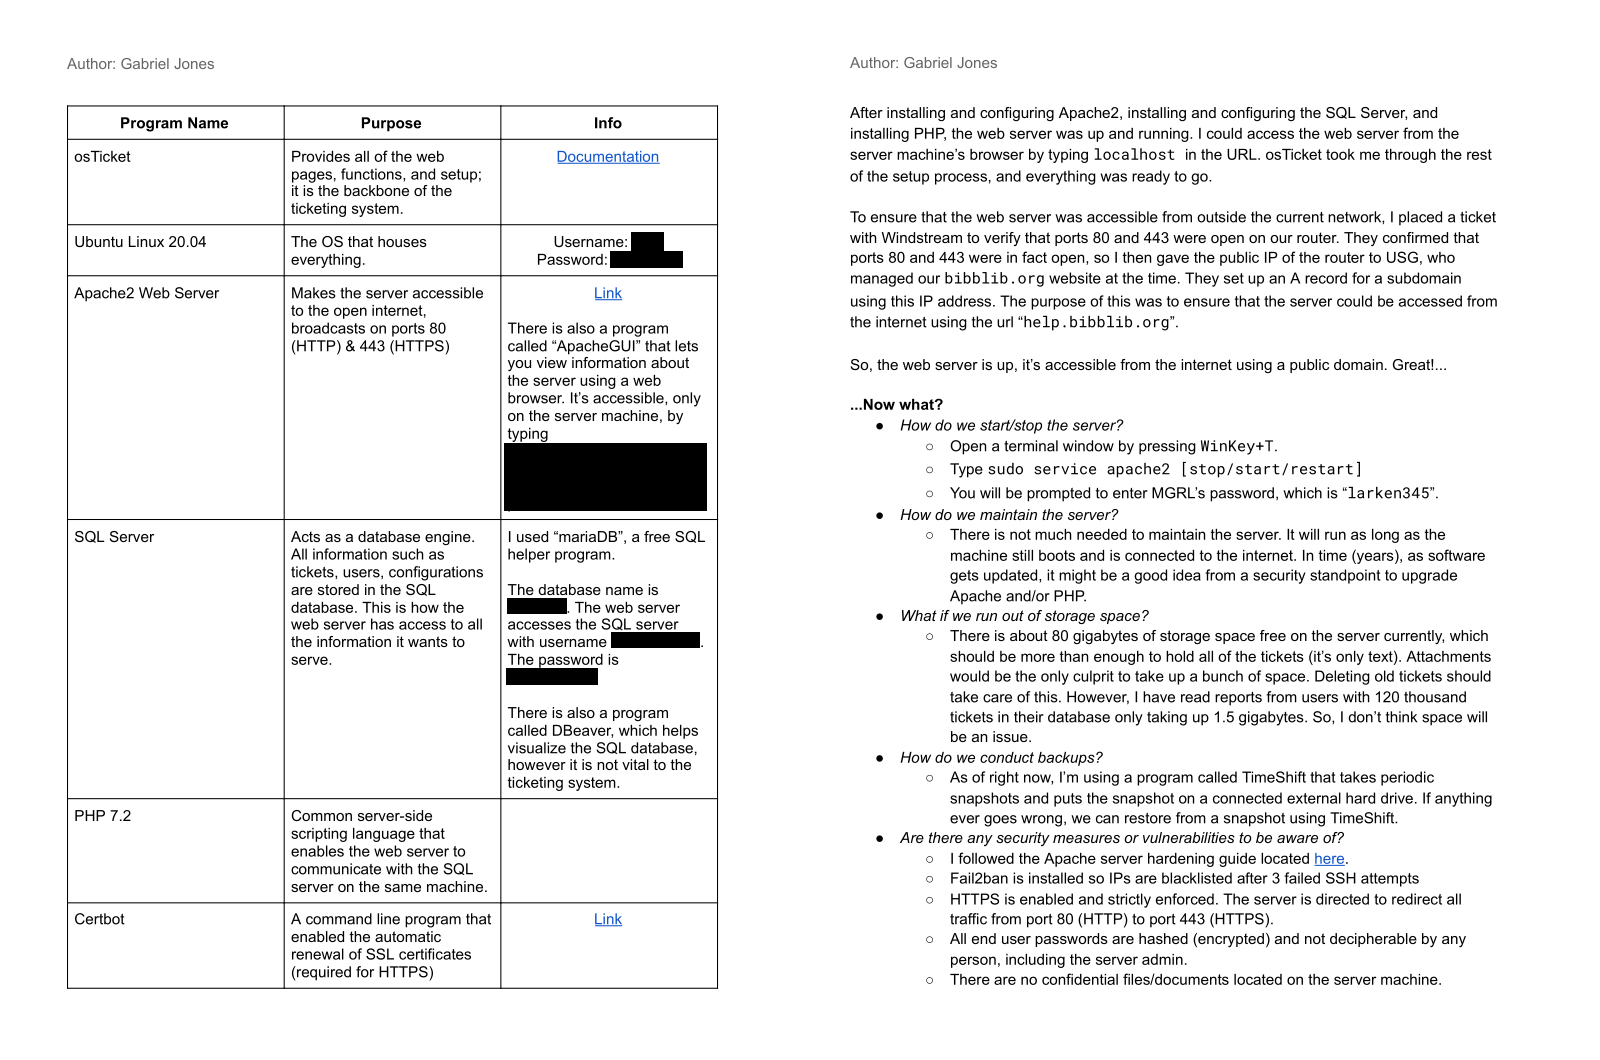 Author: Gabriel Jones
Program Name Purpose Info
osTicket
Provides all of the web
pages, functions, and setup;
it is the backbone of the
ticketing system.
Documentation
Ubuntu Linux 20.04
The OS that houses
everything.
Username:
Password:
Apache2 Web Server
Makes the server accessible
to the open internet,
broadcasts on ports 80
(HTTP) & 443 (HTTPS)
Link
There is also a program
called “ApacheGUI” that lets
you view information about
the server using a web
browser. It’s accessible, only
on the server machine, by
typing
SQL Server
Acts as a database engine.
All information such as
tickets, users, configurations
are stored in the SQL
database. This is how the
web server has access to all
the information it wants to
serve.
I used “mariaDB”, a free SQL
helper program.
The database name is
. The web server
accesses the SQL server
with username .
The password is
There is also a program
called DBeaver, which helps
visualize the SQL database,
however it is not vital to the
ticketing system.
PHP 7.2
Common server-side
scripting language that
enables the web server to
communicate with the SQL
server on the same machine.
Certbot
A command line program that
enabled the automatic
renewal of SSL certificates
(required for HTTPS)
Link
Author: Gabriel Jones
After installing and configuring Apache2, installing and configuring the SQL Server, and
installing PHP, the web server was up and running. I could access the web server from the
server machine’s browser by typing localhost in the URL. osTicket took me through the rest
of the setup process, and everything was ready to go.
To ensure that the web server was accessible from outside the current network, I placed a ticket
with Windstream to verify that ports 80 and 443 were open on our router. They confirmed that
ports 80 and 443 were in fact open, so I then gave the public IP of the router to USG, who
managed our bibblib.org website at the time. They set up an A record for a subdomain
using this IP address. The purpose of this was to ensure that the server could be accessed from
the internet using the url “help.bibblib.org”.
So, the web server is up, it’s accessible from the internet using a public domain. Great!...
...Now what?
● How do we start/stop the server?
○ Open a terminal window by pressing WinKey+T.
○ Type sudo service apache2 [stop/start/restart]
○ You will be prompted to enter MGRL’s password, which is “larken345”.
● How do we maintain the server?
○ There is not much needed to maintain the server. It will run as long as the
machine still boots and is connected to the internet. In time (years), as software
gets updated, it might be a good idea from a security standpoint to upgrade
Apache and/or PHP.
● What if we run out of storage space?
○ There is about 80 gigabytes of storage space free on the server currently, which
should be more than enough to hold all of the tickets (it’s only text). Attachments
would be the only culprit to take up a bunch of space. Deleting old tickets should
take care of this. However, I have read reports from users with 120 thousand
tickets in their database only taking up 1.5 gigabytes. So, I don’t think space will
be an issue.
● How do we conduct backups?
○ As of right now, I’m using a program called TimeShift that takes periodic
snapshots and puts the snapshot on a connected external hard drive. If anything
ever goes wrong, we can restore from a snapshot using TimeShift.
● Are there any security measures or vulnerabilities to be aware of?
○ I followed the Apache server hardening guide located here.
○ Fail2ban is installed so IPs are blacklisted after 3 failed SSH attempts
○ HTTPS is enabled and strictly enforced. The server is directed to redirect all
traffic from port 80 (HTTP) to port 443 (HTTPS).
○ All end user passwords are hashed (encrypted) and not decipherable by any
person, including the server admin.
○ There are no confidential files/documents located on the server machine.